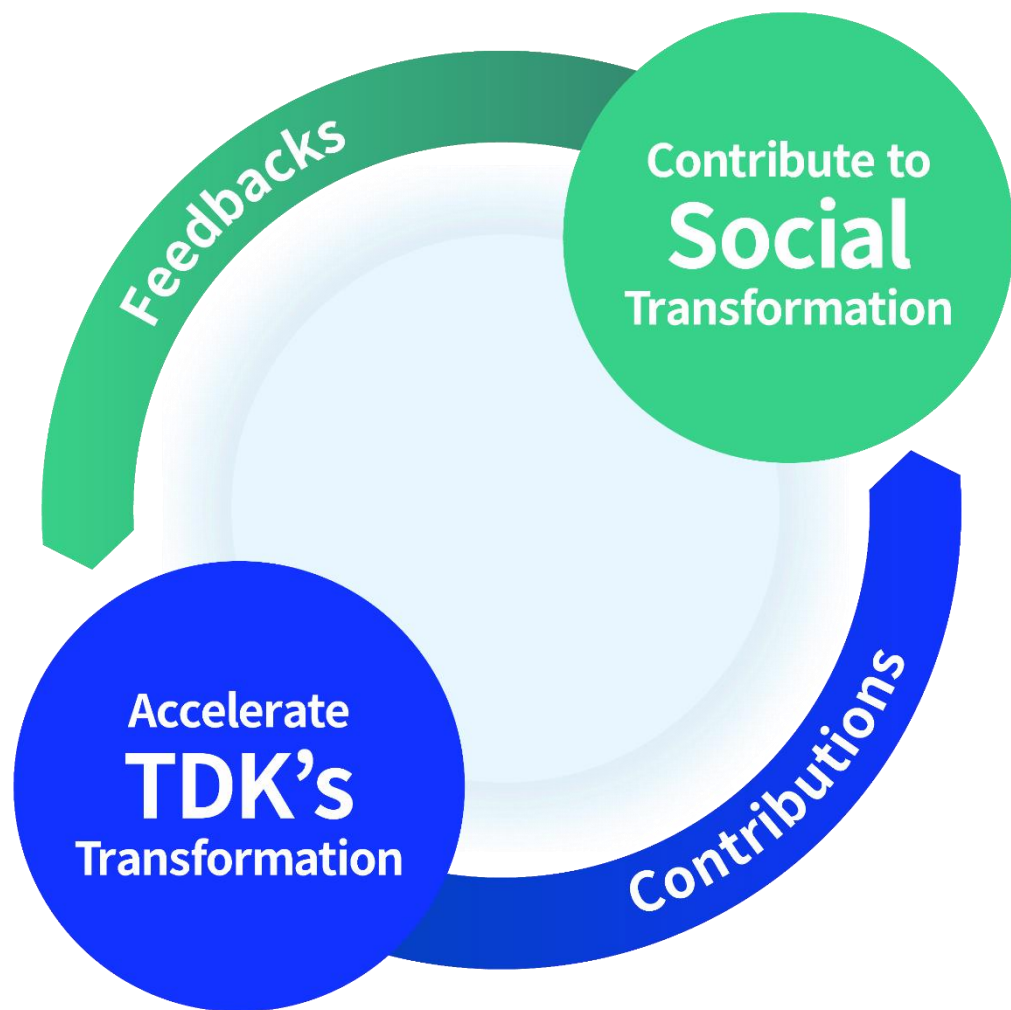 Feedbacks
Contribute to
Social
Transformation
Accelerate
TDK’s
Transformation
Contributions